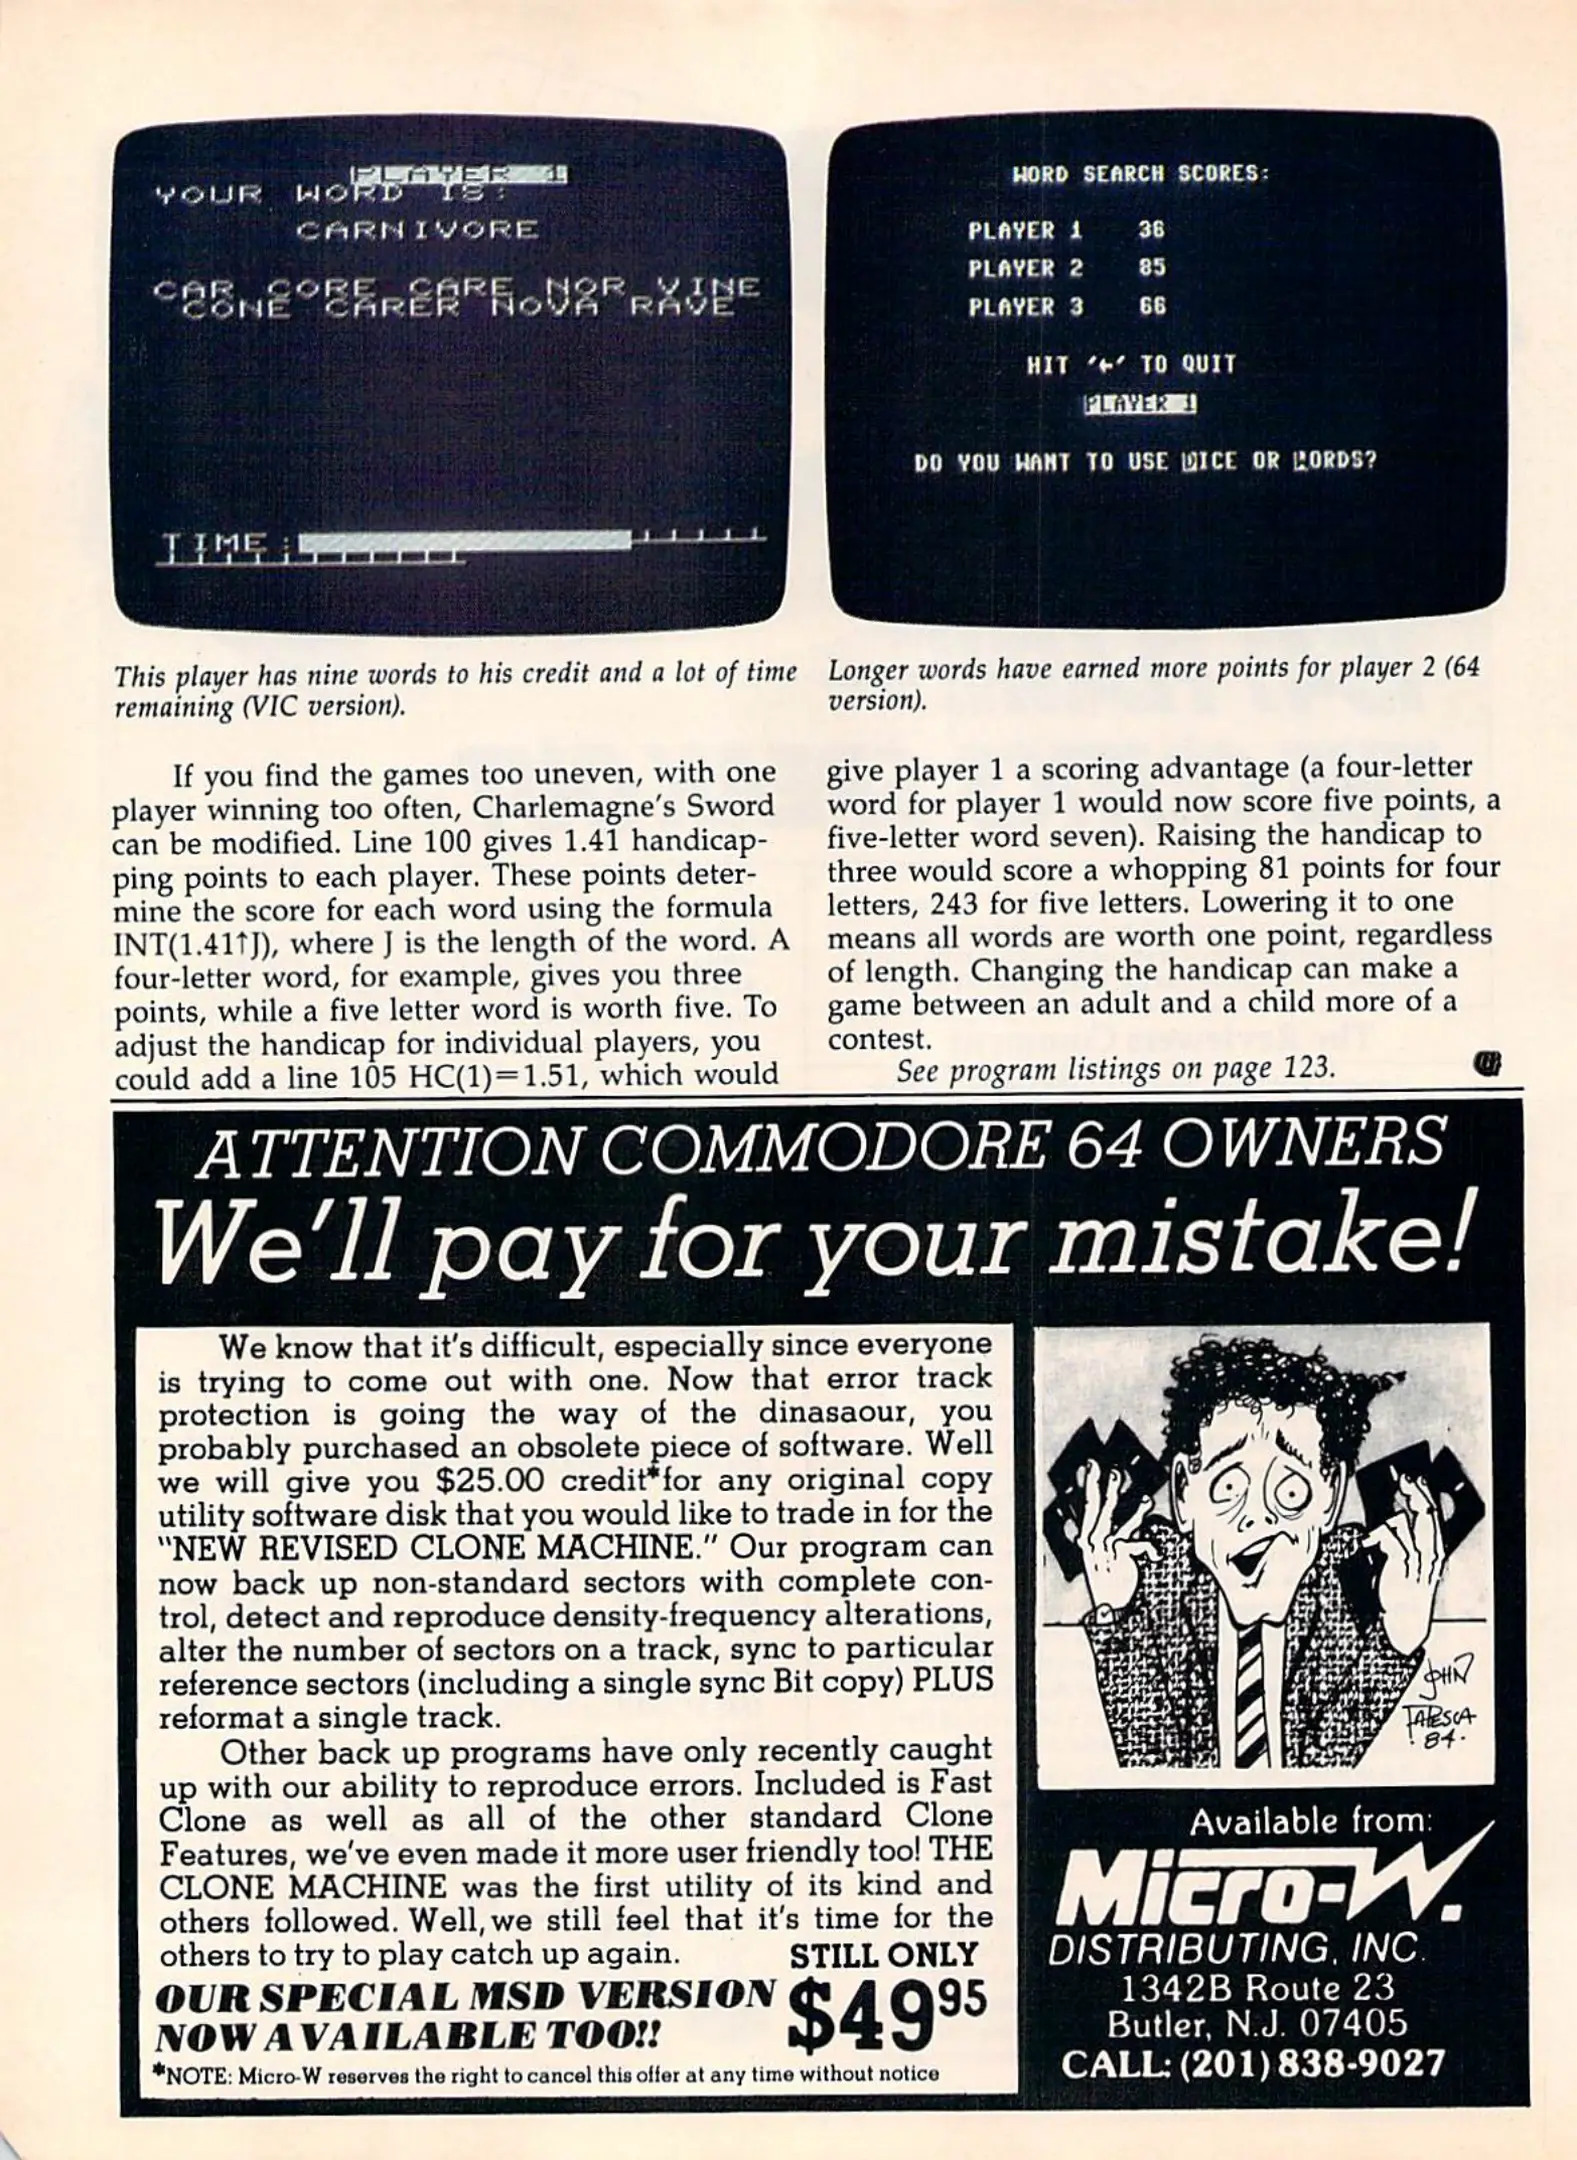 PLAYER 1
YOUR WORD IS:
CARNIVORE
CAR CORE CARE NOR VINE
CONE CARER NOVA RAVE
TIME:
WORD SEARCH SCORES:
PLAYER 1 36
PLAYER 2 85
PLAYER 3 66
HIT '←' TO QUIT
PLAYER 1
DO YOU WANT TO USE DICE OR WORDS?
This player has nine words to his credit and a lot of time
remaining (VIC version).
Longer words have earned more points for player 2 (64
version).
If you find the games too uneven, with one
player winning too often, Charlemagne's Sword
can be modified. Line 100 gives 1.41 handicap-
ping points to each player. These points deter-
mine the score for each word using the formula
INT(1.41↑J), where J is the length of the word. A
four-letter word, for example, gives you three
points, while a five letter word is worth five. To
adjust the handicap for individual players, you
could add a line 105 HC(1)=1.51, which would
give player 1 a scoring advantage (a four-letter
word for player 1 would now score five points, a
five-letter word seven). Raising the handicap to
three would score a whopping 81 points for four
letters, 243 for five letters. Lowering it to one
means all words are worth one point, regardless
of length. Changing the handicap can make a
game between an adult and a child more of a
contest.
See program listings on page 123.
ATTENTION COMMODORE 64 OWNERS
We'll pay for your mistake!
We know that it's difficult, especially since everyone
is trying to come out with one. Now that error track
protection is going the way of the dinasaour, you
probably purchased an obsolete piece of software. Well
we will give you $25.00 credit*for any original copy
utility software disk that you would like to trade in for the
"NEW REVISED CLONE MACHINE." Our program can
now back up non-standard sectors with complete con-
trol, detect and reproduce density-frequency alterations,
alter the number of sectors on a track, sync to particular
reference sectors (including a single sync Bit copy) PLUS
reformat a single track.
Other back up programs have only recently caught
up with our ability to reproduce errors. Included is Fast
Clone as well as all of the other standard Clone
Features, we've even made it more user friendly too! THE
CLONE MACHINE was the first utility of its kind and
others followed. Well, we still feel that it's time for the
others to try to play catch up again.
STILL ONLY
$4995
OUR SPECIAL MSD VERSION
NOW AVAILABLE TOO!!
*NOTE: Micro-W reserves the right to cancel this offer at any time without notice
JOHN
84.
Available from:
Micro-W.
DISTRIBUTING, INC.
1342B Route 23
Butler, N.J. 07405
CALL: (201) 838-9027